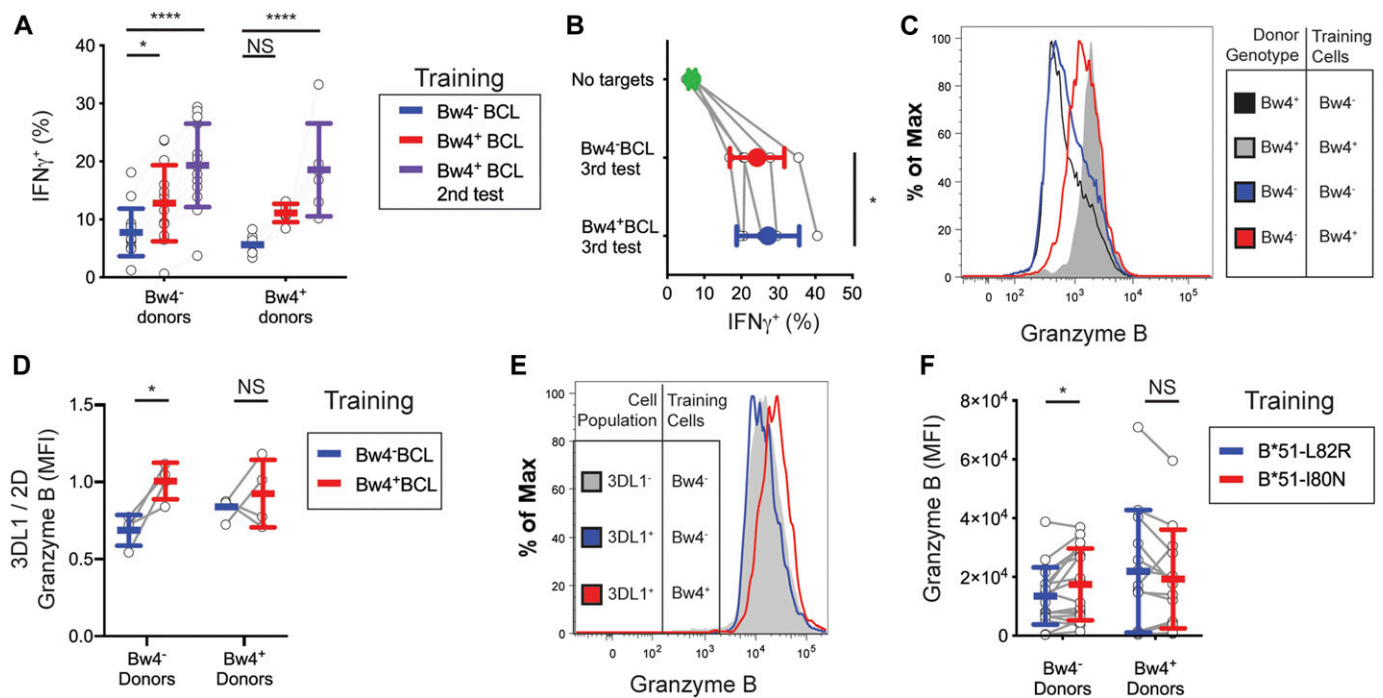 A
****
****
*
NS
IFNγ⁺ (%)
40
30
20
10
0
Bw4⁻
donors
Bw4⁺
donors
Training
Bw4⁻ BCL
Bw4⁺ BCL
Bw4⁺ BCL
2nd test
B
No targets
Bw4⁻BCL
3rd test
Bw4⁺BCL
3rd test
*
0 10 20 30 40 50
IFNγ⁺ (%)
C
% of Max
100
80
60
40
20
0
0 10² 10³ 10⁴ 10⁵
Granzyme B
Donor Training
Genotype Cells
Bw4⁺ Bw4⁻
Bw4⁺ Bw4⁺
Bw4⁻ Bw4⁻
Bw4⁻ Bw4⁺
D
3DL1 / 2D
Granzyme B (MFI)
1.5
1.0
0.5
0.0
* NS
Bw4⁻
Donors
Bw4⁺
Donors
Training
Bw4⁻BCL
Bw4⁺BCL
E
% of Max
100
80
60
40
20
0
Cell Training
Population Cells
3DL1⁻ Bw4⁻
3DL1⁺ Bw4⁻
3DL1⁺ Bw4⁺
0 10² 10³ 10⁴ 10⁵
Granzyme B
F
Granzyme B (MFI)
8×10⁴
6×10⁴
4×10⁴
2×10⁴
0
* NS
Bw4⁻
Donors
Bw4⁺
Donors
Training
B*51-L82R
B*51-I80N